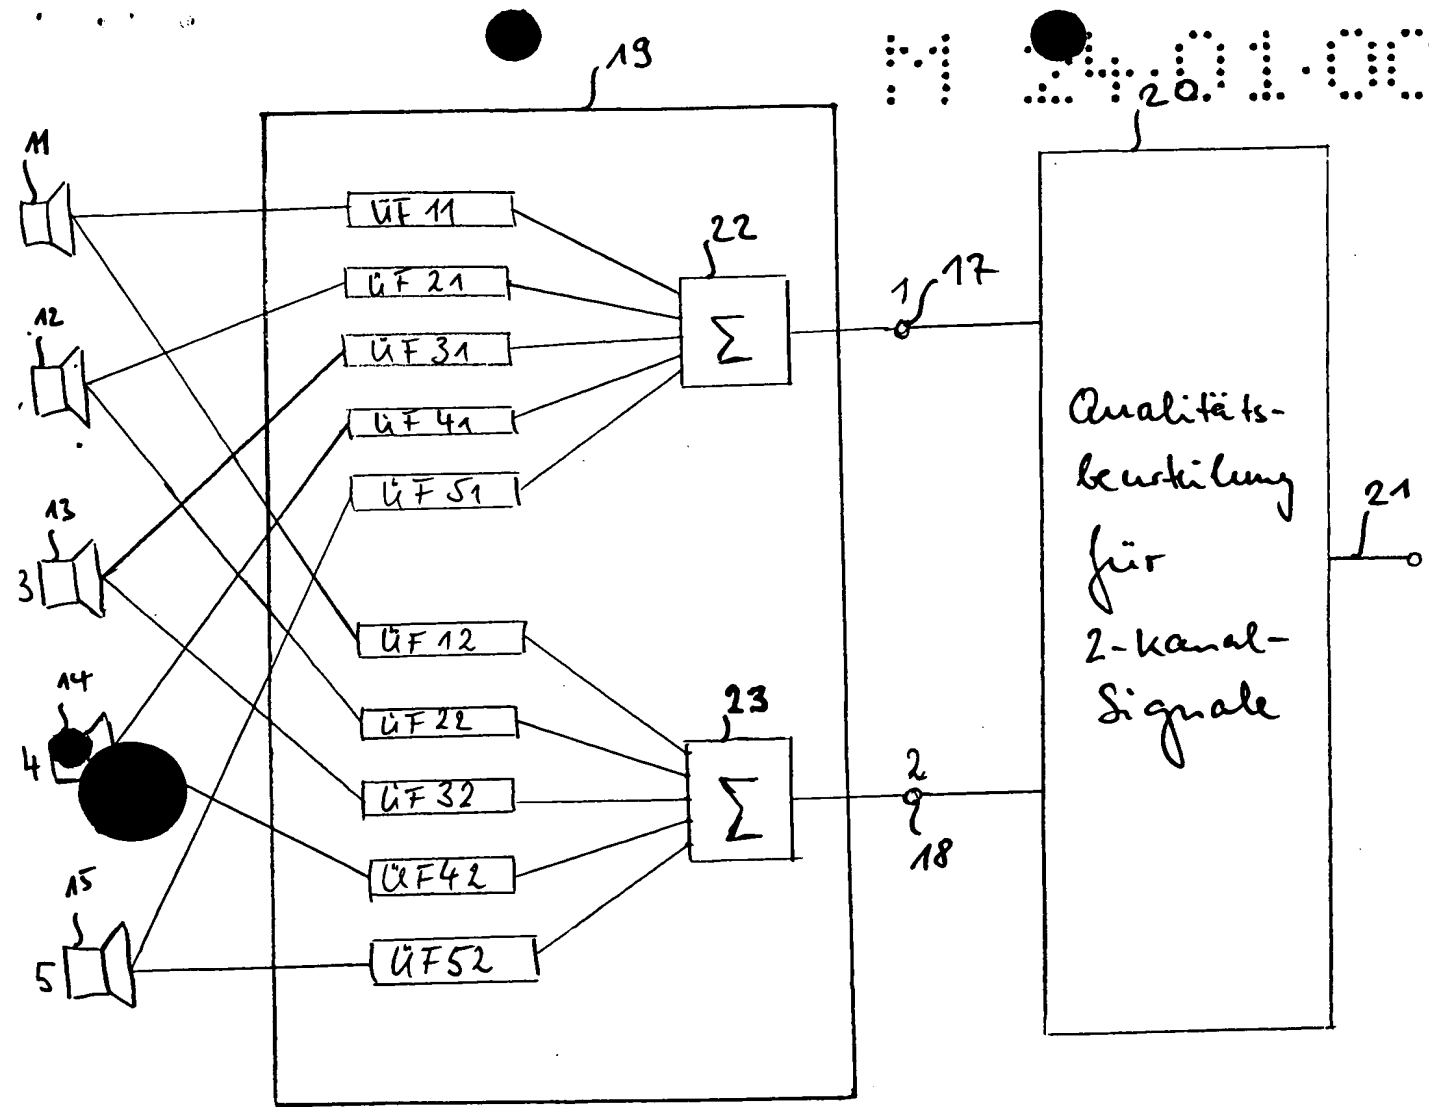 M 24·01·00
19
20
11
ÜF 11
22
ÜF 21
1
17
12
Σ
ÜF 31
Qualitäts-
beurteilung
für
2-Kanal-
Signale
ÜF 41
ÜF 51
21
13
3
ÜF 12
14
23
ÜF 22
4
2
ÜF 32
Σ
18
ÜF 42
15
5
ÜF 52